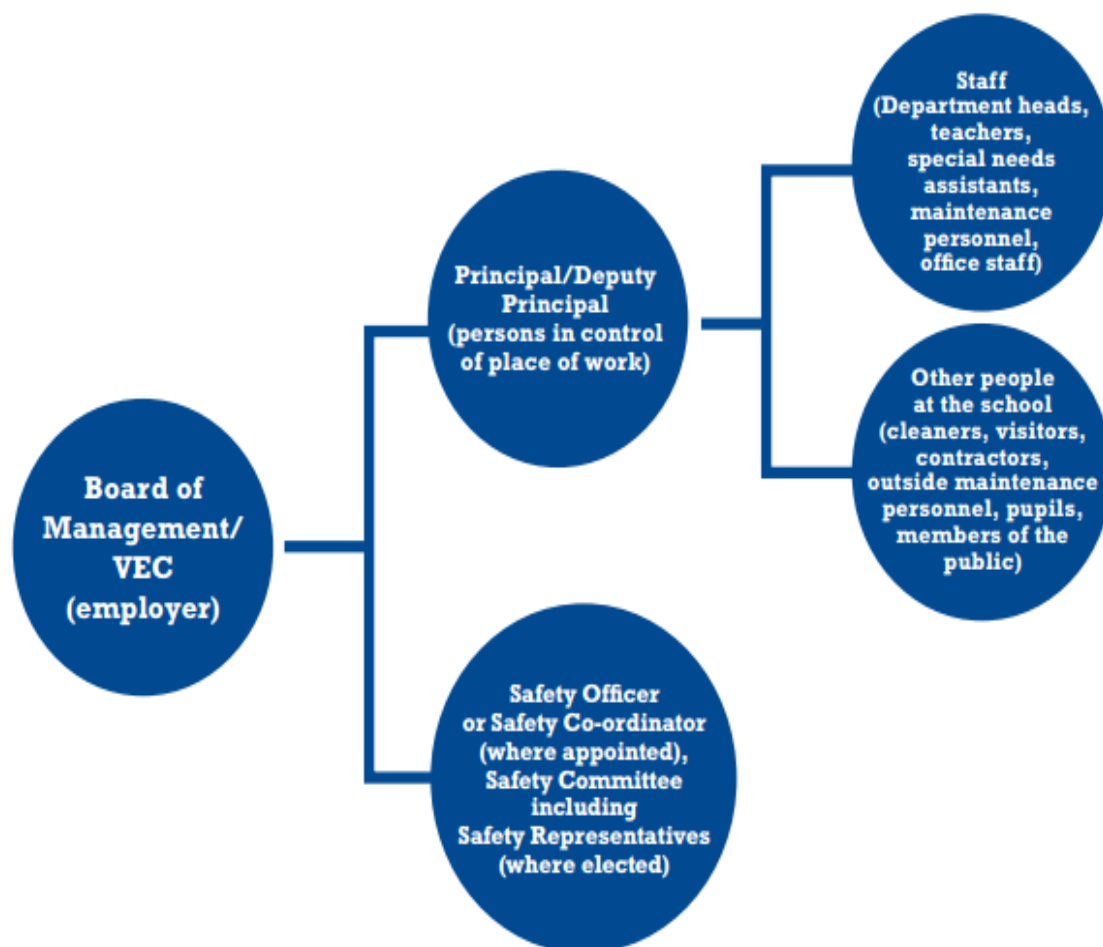 Board of
Management/
VEC
(employer)
Principal/Deputy
Principal
(persons in control
of place of work)
Safety Officer
or Safety Co-ordinator
(where appointed),
Safety Committee
including
Safety Representatives
(where elected)
Staff
(Department heads,
teachers,
special needs
assistants,
maintenance
personnel,
office staff)
Other people
at the school
(cleaners, visitors,
contractors,
outside maintenance
personnel, pupils,
members of the
public)